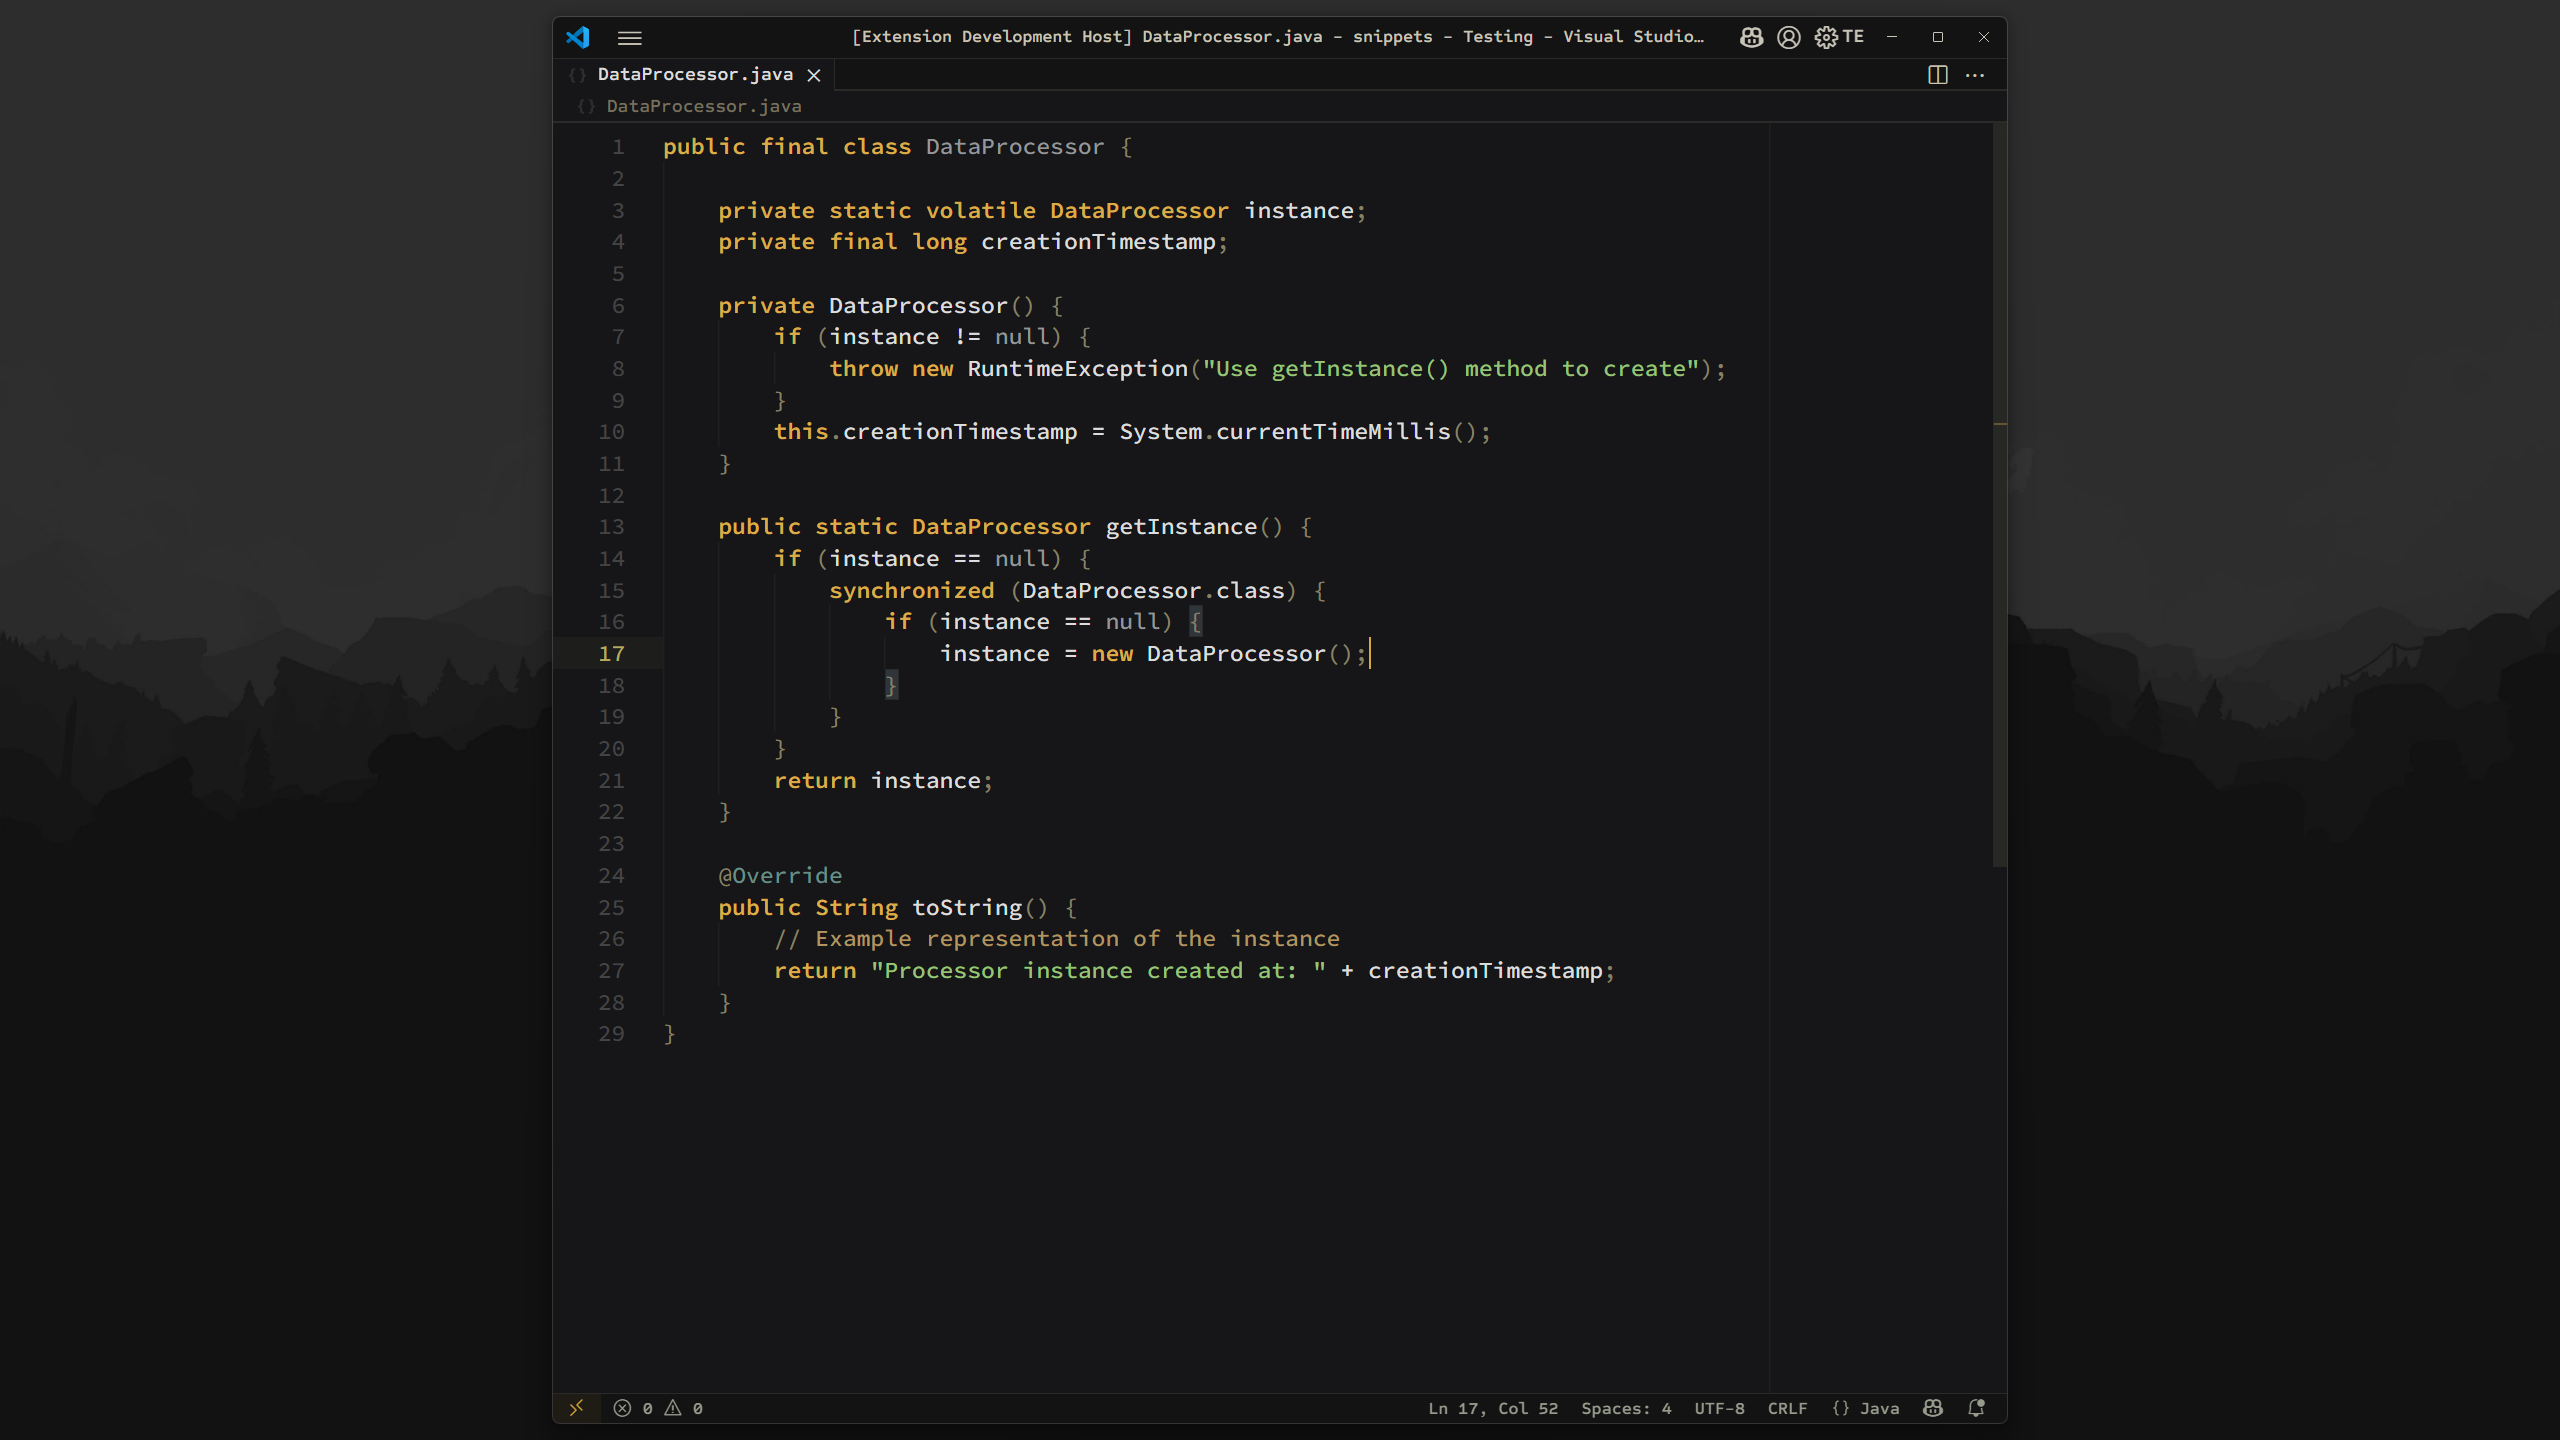 [Extension Development Host] DataProcessor.java - snippets - Testing - Visual Studio… TE
{} DataProcessor.java
{} DataProcessor.java
1 public final class DataProcessor {
2
3     private static volatile DataProcessor instance;
4     private final long creationTimestamp;
5
6     private DataProcessor() {
7         if (instance != null) {
8             throw new RuntimeException("Use getInstance() method to create");
9         }
10         this.creationTimestamp = System.currentTimeMillis();
11     }
12
13     public static DataProcessor getInstance() {
14         if (instance == null) {
15             synchronized (DataProcessor.class) {
16                 if (instance == null) {
17                     instance = new DataProcessor();
18                 }
19             }
20         }
21         return instance;
22     }
23
24     @Override
25     public String toString() {
26         // Example representation of the instance
27         return "Processor instance created at: " + creationTimestamp;
28     }
29 }
0 0 Ln 17, Col 52 Spaces: 4 UTF-8 CRLF {} Java